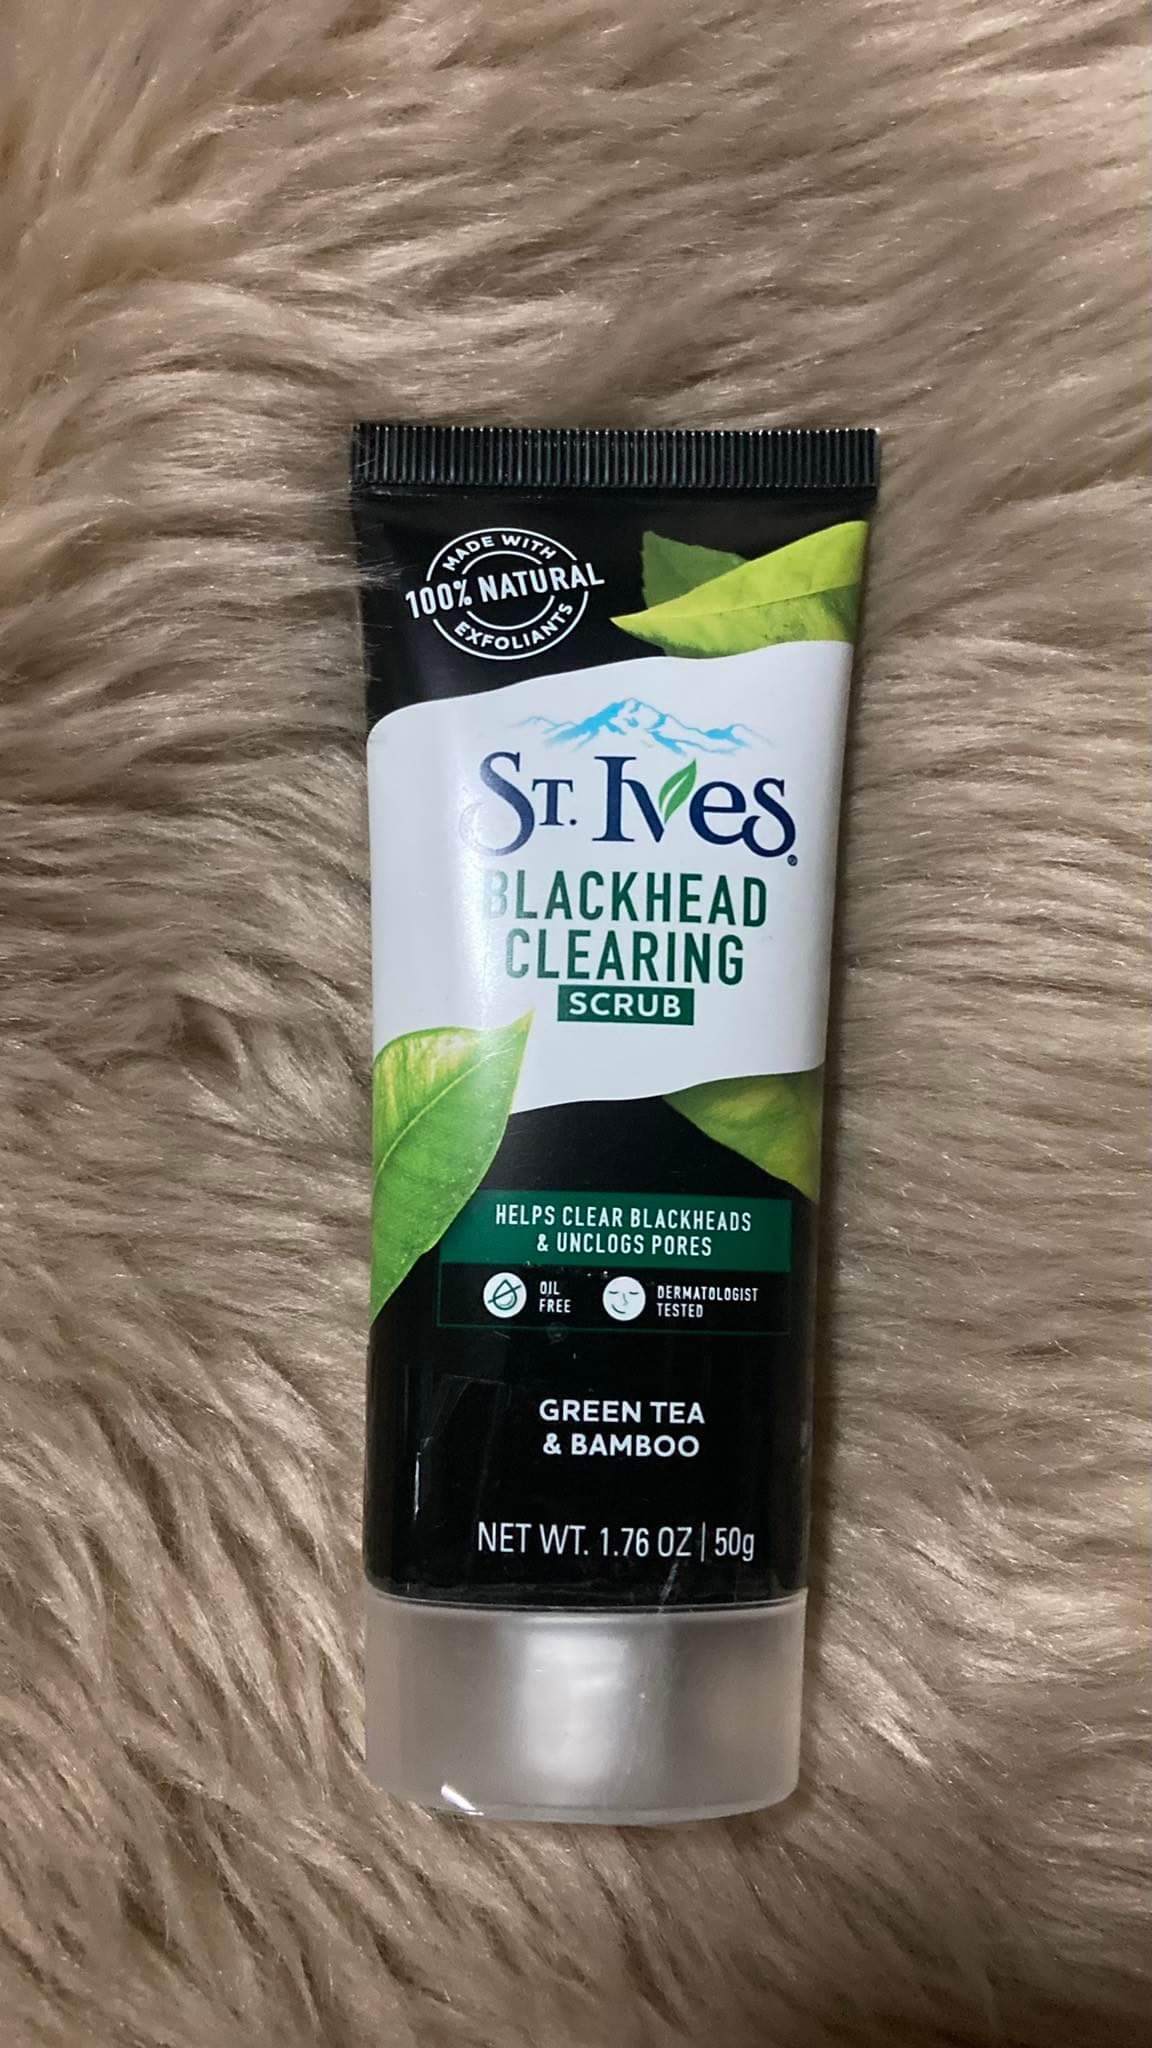 MADE WITH
100% NATURAL
EXFOLIANTS
ST. Ives®
BLACKHEAD
CLEARING
SCRUB
HELPS CLEAR BLACKHEADS
& UNCLOGS PORES
OIL
FREE
DERMATOLOGIST
TESTED
GREEN TEA
& BAMBOO
NET WT. 1.76 OZ | 50g